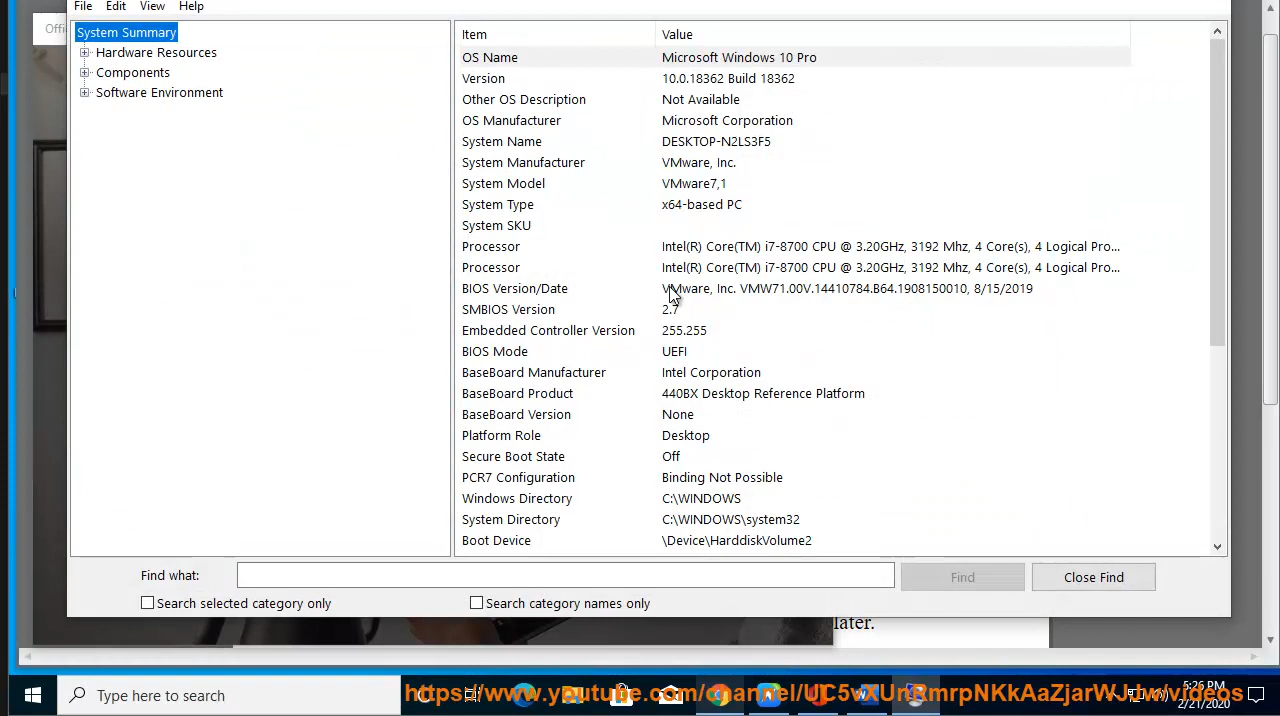 File Edit View Help
Offi
System Summary
Hardware Resources
Components
Software Environment
Item Value
OS Name Microsoft Windows 10 Pro
Version 10.0.18362 Build 18362
Other OS Description Not Available
OS Manufacturer Microsoft Corporation
System Name DESKTOP-N2LS3F5
System Manufacturer VMware, Inc.
System Model VMware7,1
System Type x64-based PC
System SKU
Processor Intel(R) Core(TM) i7-8700 CPU @ 3.20GHz, 3192 Mhz, 4 Core(s), 4 Logical Pro...
Processor Intel(R) Core(TM) i7-8700 CPU @ 3.20GHz, 3192 Mhz, 4 Core(s), 4 Logical Pro...
BIOS Version/Date VMware, Inc. VMW71.00V.14410784.B64.1908150010, 8/15/2019
SMBIOS Version 2.7
Embedded Controller Version 255.255
BIOS Mode UEFI
BaseBoard Manufacturer Intel Corporation
BaseBoard Product 440BX Desktop Reference Platform
BaseBoard Version None
Platform Role Desktop
Secure Boot State Off
PCR7 Configuration Binding Not Possible
Windows Directory C:\WINDOWS
System Directory C:\WINDOWS\system32
Boot Device \Device\HarddiskVolume2
Find what: Find Close Find
Search selected category only Search category names only
later.
Type here to search
5:26 PM
2/21/2020